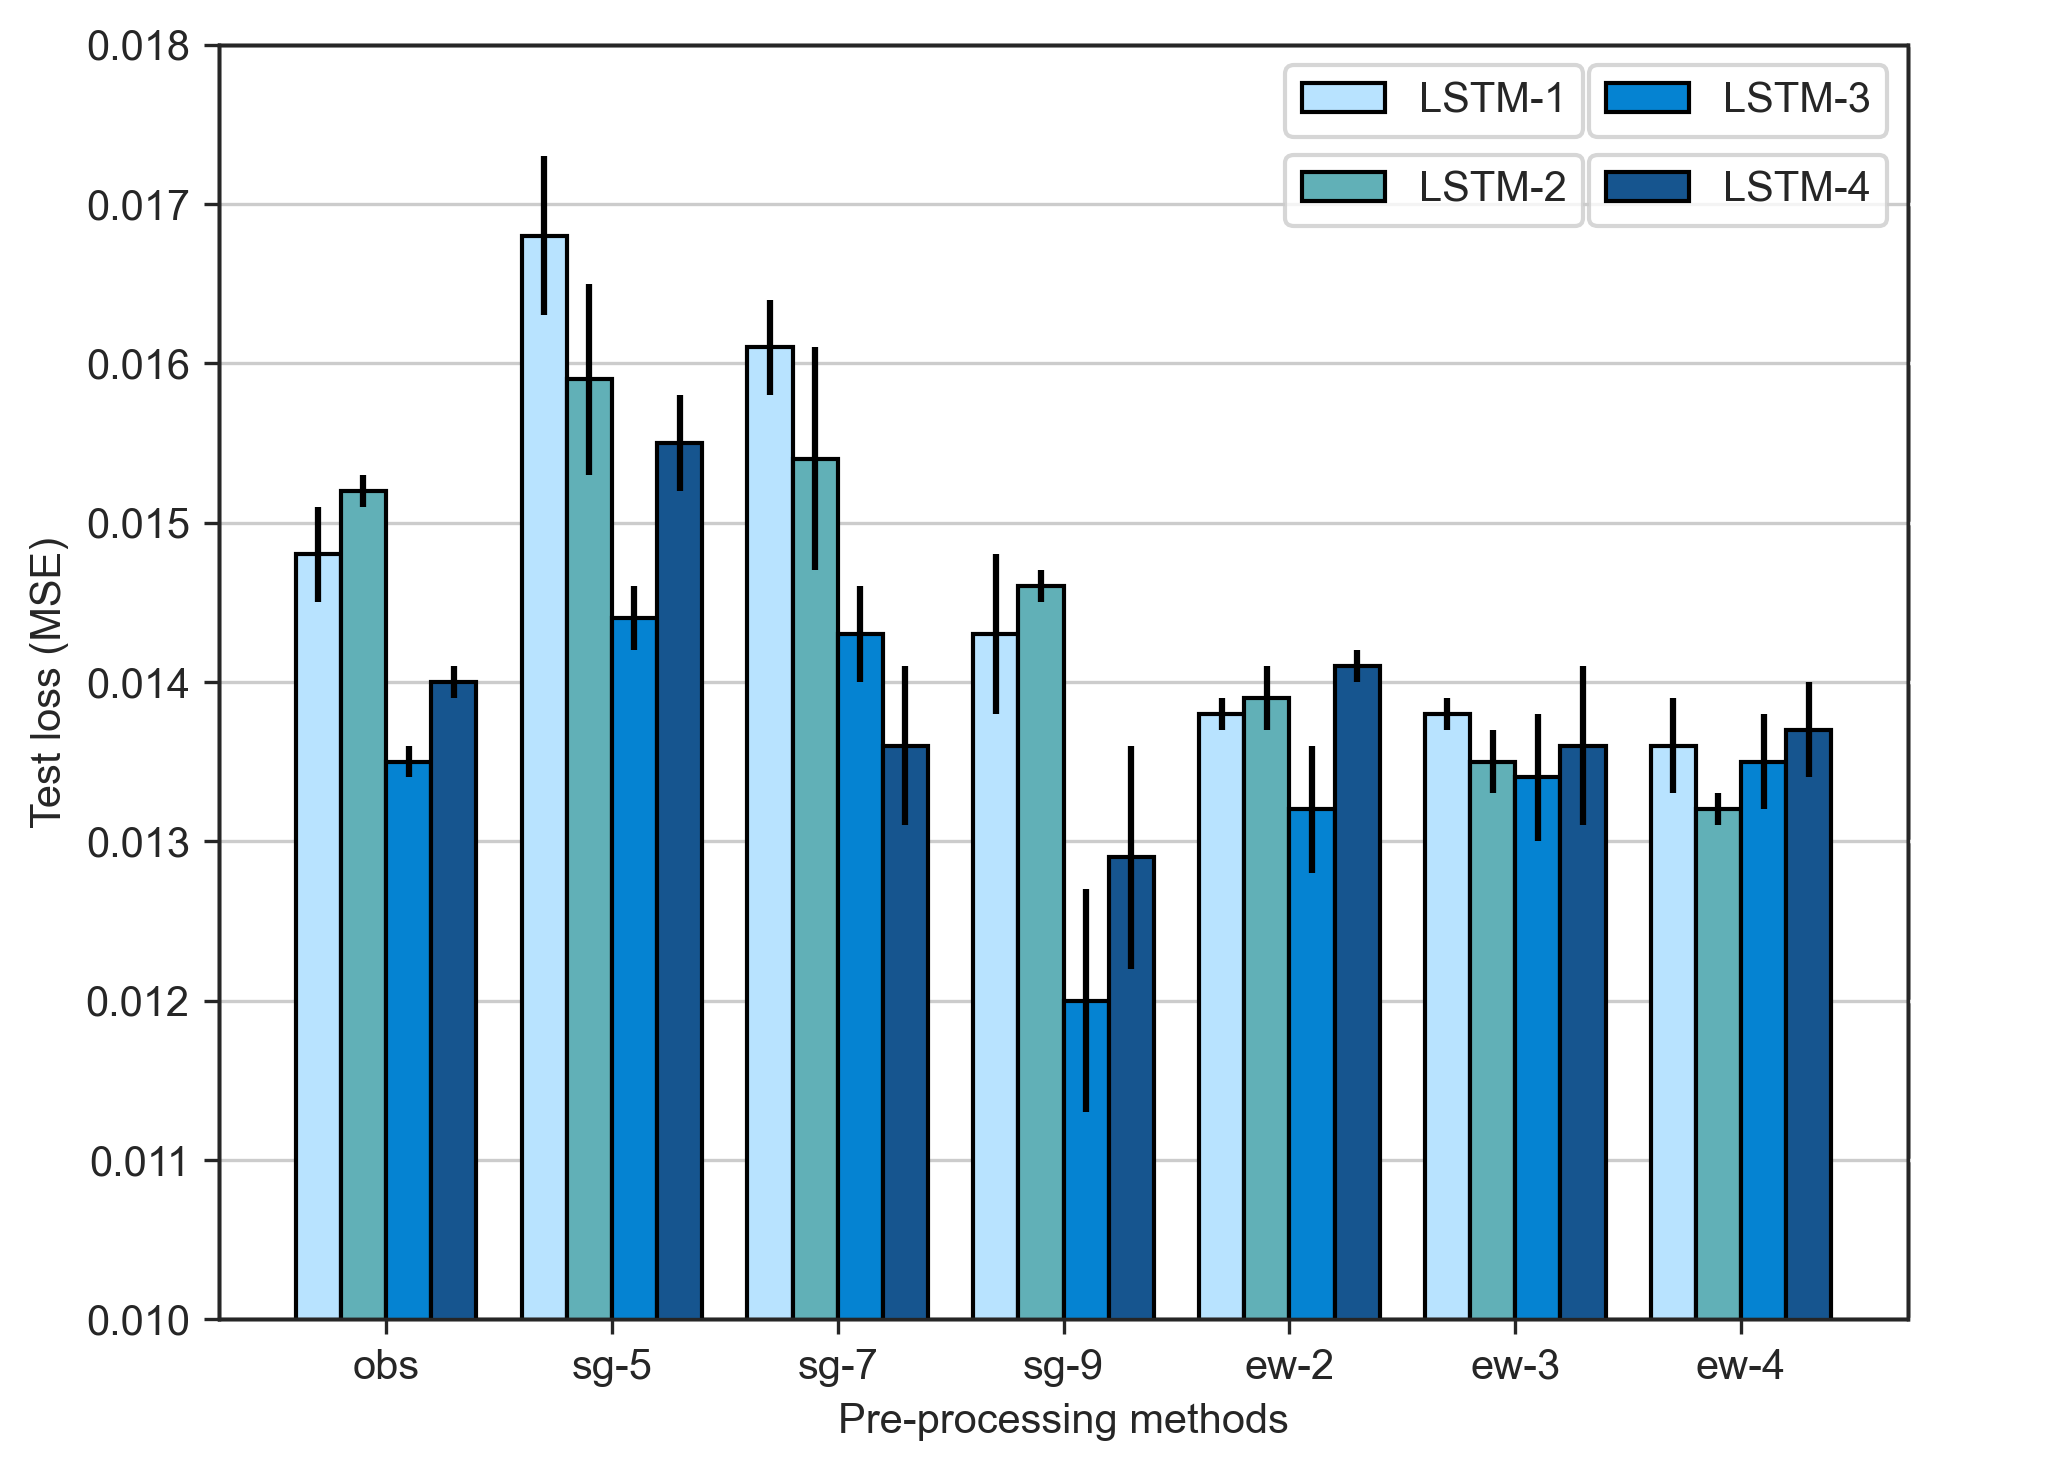 0.018
0.017
0.016
0.015
0.014
0.013
0.012
0.011
0.010
Test loss (MSE)
LSTM-1
LSTM-2
LSTM-3
LSTM-4
obs sg-5 sg-7 sg-9 ew-2 ew-3 ew-4
Pre-processing methods